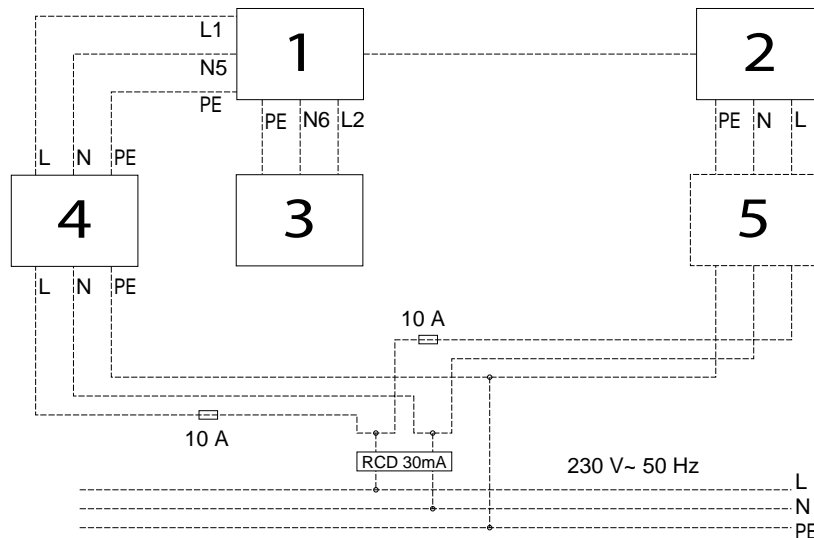 L1
1
2
N5
PE
PE N6 L2
PE N L
L N PE
4
3
5
L N PE
10 A
10 A
RCD 30mA
230 V~ 50 Hz
L
N
PE